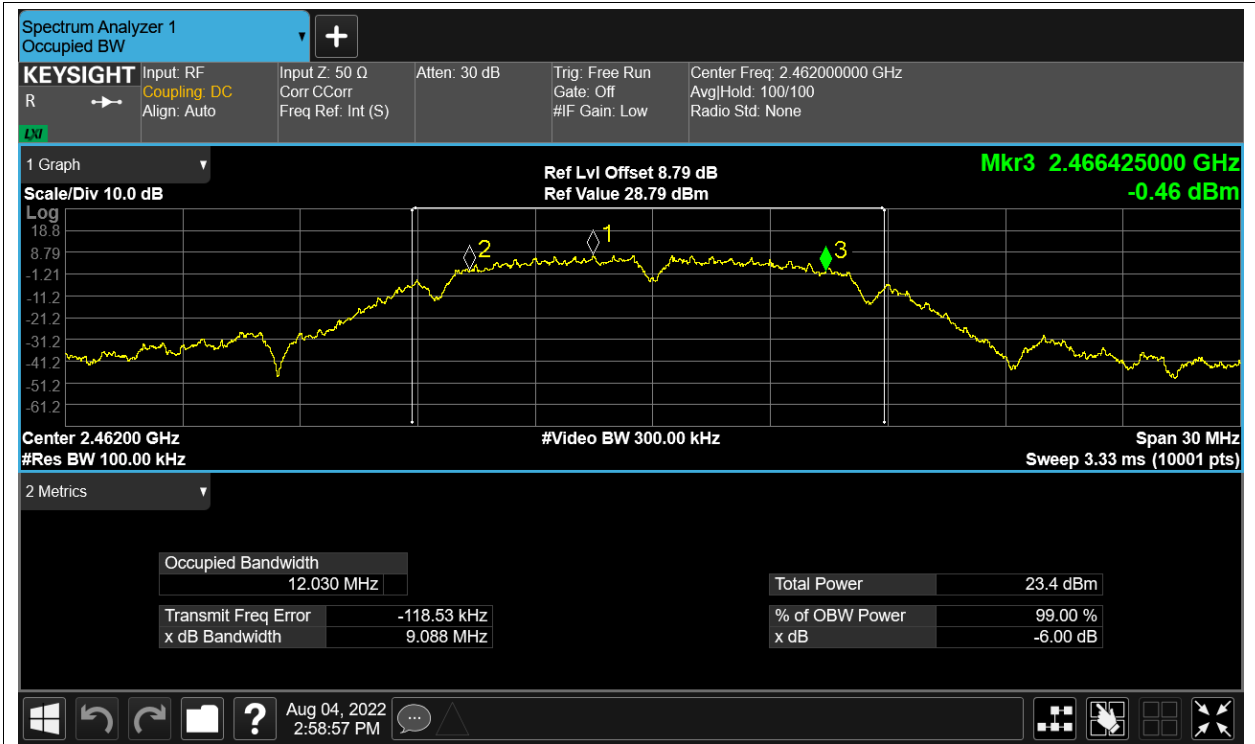 Spectrum Analyzer 1
Occupied BW
KEYSIGHT
R
LXI
Input: RF
Coupling: DC
Align: Auto
Input Z: 50 Ω
Corr CCorr
Freq Ref: Int (S)
Atten: 30 dB
Trig: Free Run
Gate: Off
#IF Gain: Low
Center Freq: 2.462000000 GHz
Avg|Hold: 100/100
Radio Std: None
1 Graph
Scale/Div 10.0 dB
Ref Lvl Offset 8.79 dB
Ref Value 28.79 dBm
Mkr3 2.466425000 GHz
-0.46 dBm
Log
18.8
8.79
-1.21
-11.2
-21.2
-31.2
-41.2
-51.2
-61.2
2
1
3
Center 2.46200 GHz
#Video BW 300.00 kHz
Span 30 MHz
#Res BW 100.00 kHz
Sweep 3.33 ms (10001 pts)
2 Metrics
Occupied Bandwidth
12.030 MHz
Transmit Freq Error -118.53 kHz
x dB Bandwidth 9.088 MHz
Total Power 23.4 dBm
% of OBW Power 99.00 %
x dB -6.00 dB
?
Aug 04, 2022
2:58:57 PM